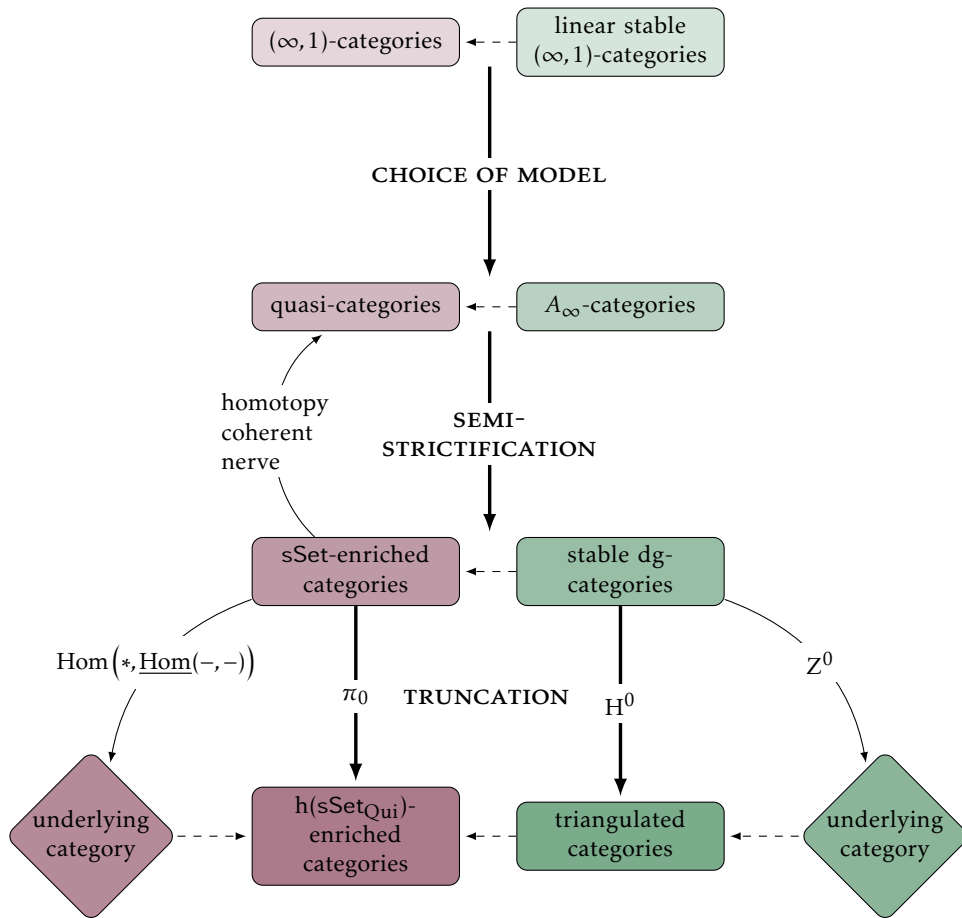 (∞, 1)-categories
linear stable
(∞, 1)-categories
CHOICE OF MODEL
quasi-categories
A∞-categories
homotopy
coherent
nerve
SEMI-
STRICTIFICATION
sSet-enriched
categories
stable dg-
categories
Hom(*, Hom(−, −))
π₀
TRUNCATION
H⁰
Z⁰
underlying
category
h(sSet_Qui)-
enriched
categories
triangulated
categories
underlying
category